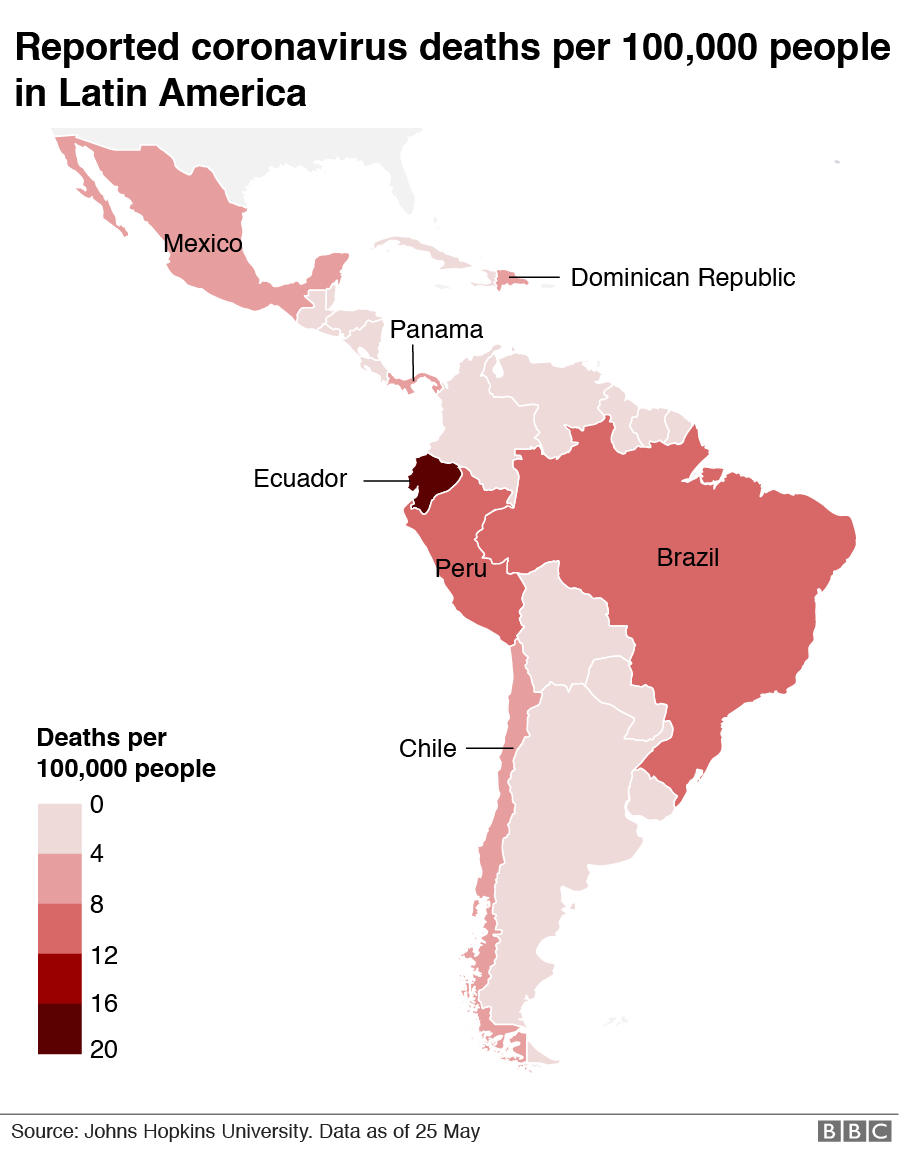 Reported coronavirus deaths per 100,000 people
in Latin America
Mexico
Dominican Republic
Panama
Ecuador
Peru
Brazil
Chile
Deaths per
100,000 people
0
4
8
12
16
20
Source: Johns Hopkins University. Data as of 25 May
BBC